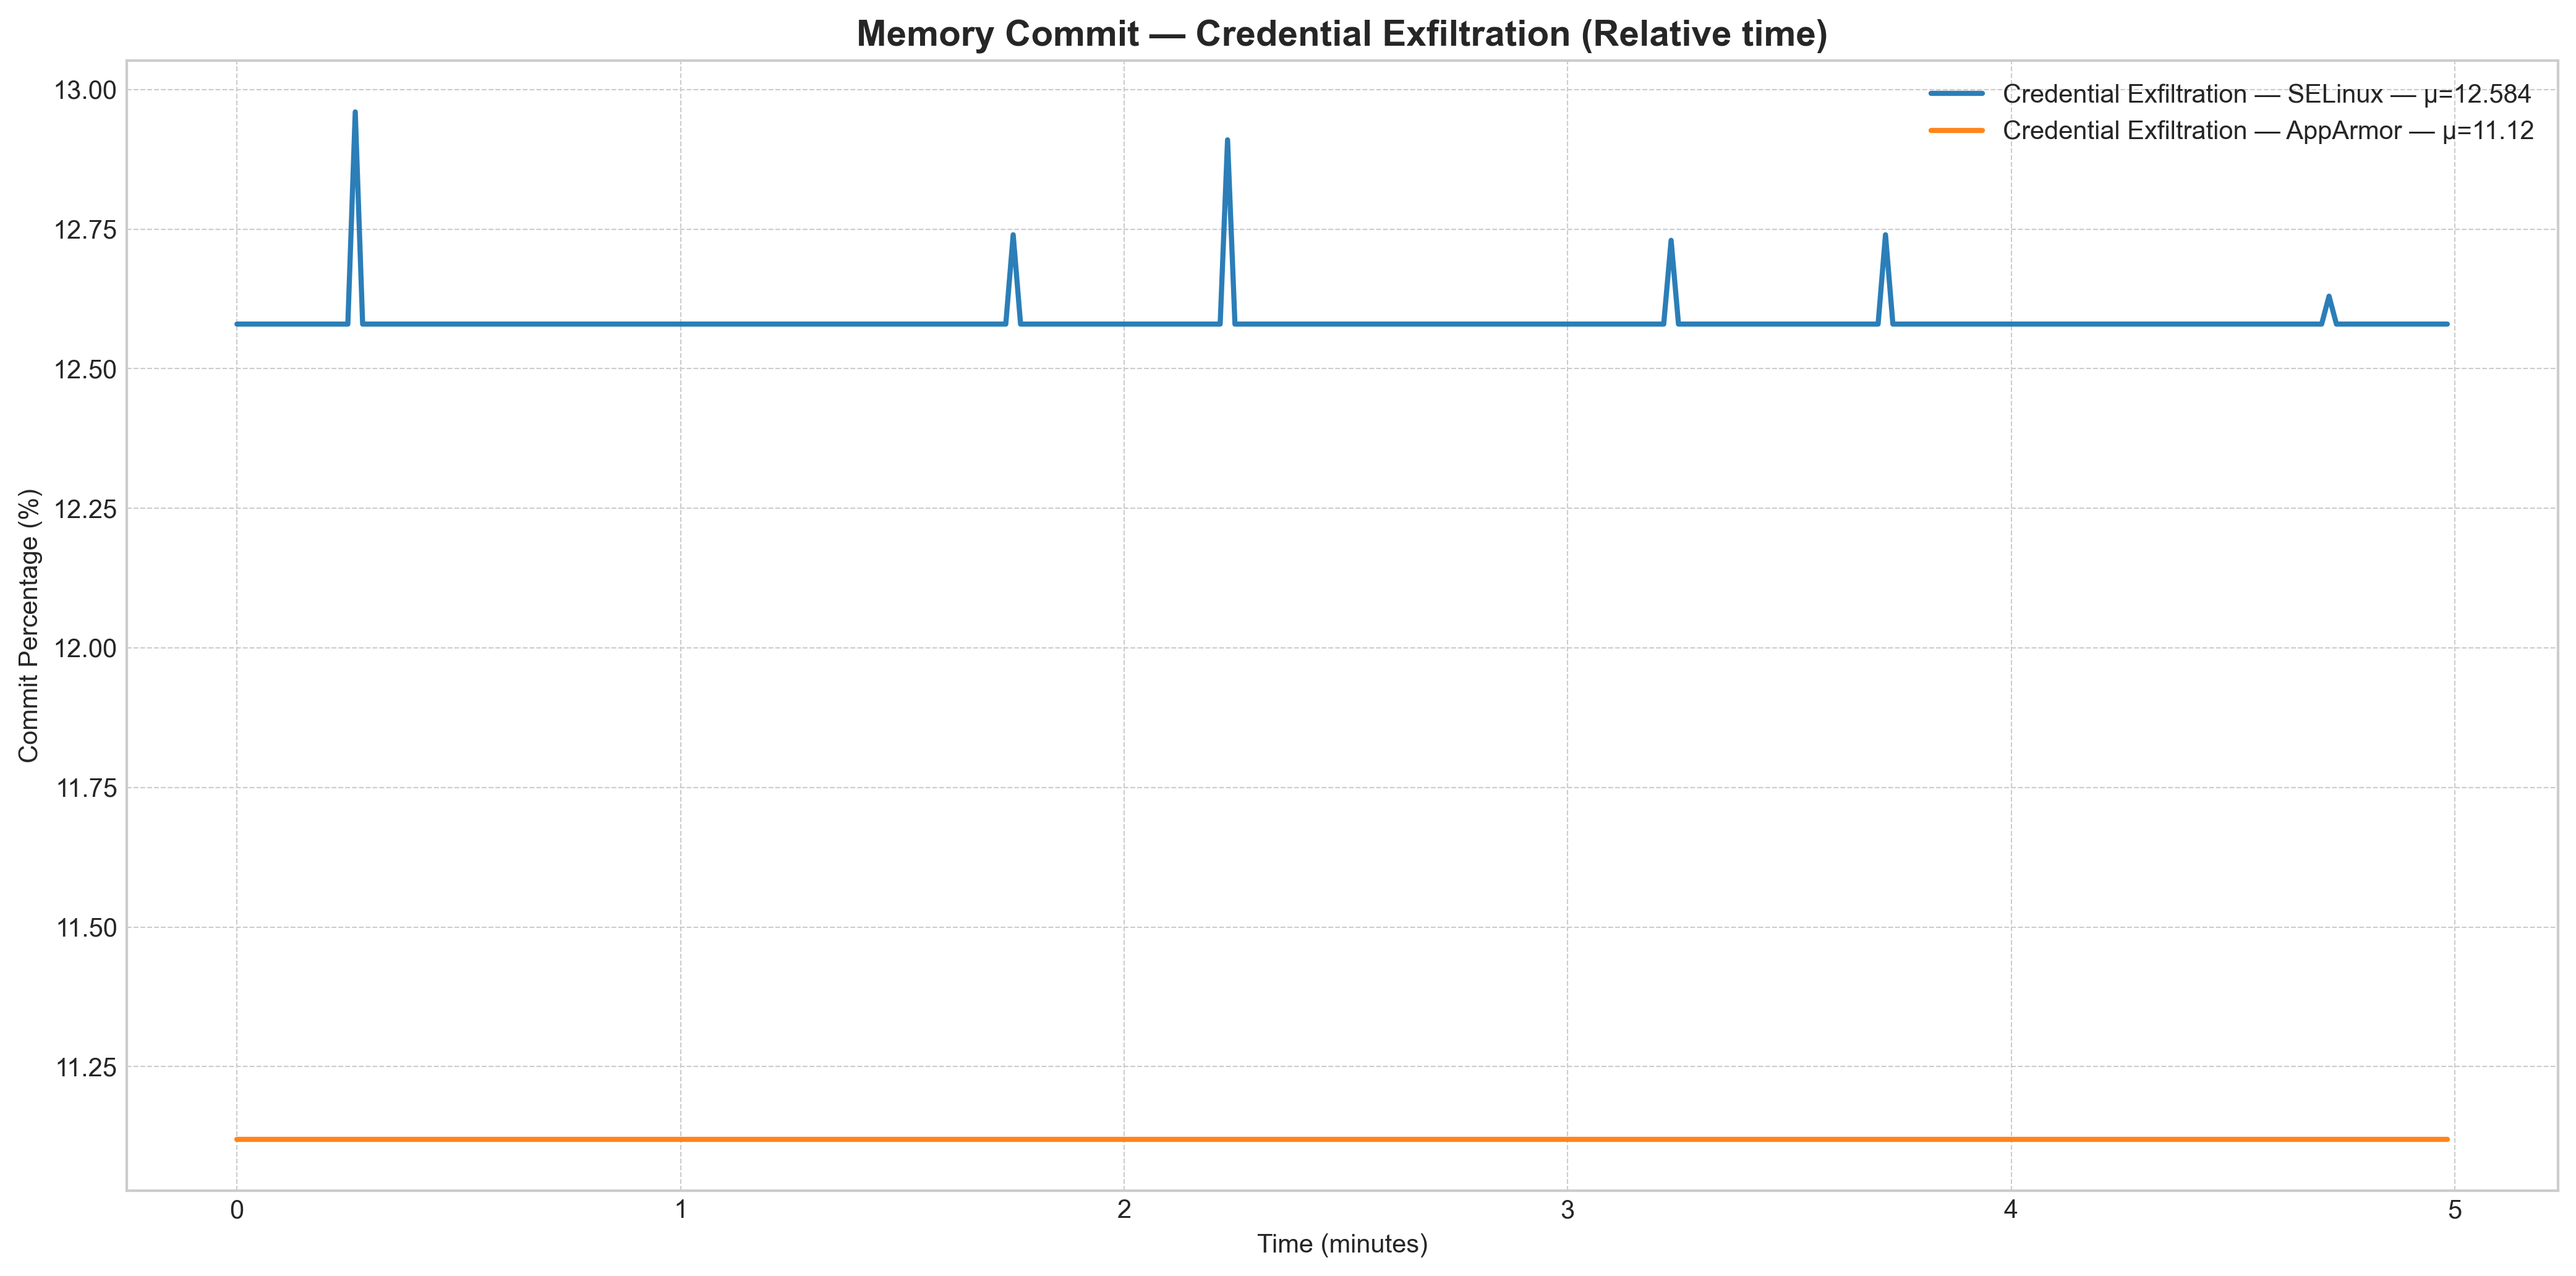 Memory Commit — Credential Exfiltration (Relative time)
Credential Exfiltration — SELinux — μ=12.584
Credential Exfiltration — AppArmor — μ=11.12
Commit Percentage (%)
13.00
12.75
12.50
12.25
12.00
11.75
11.50
11.25
0 1 2 3 4 5
Time (minutes)